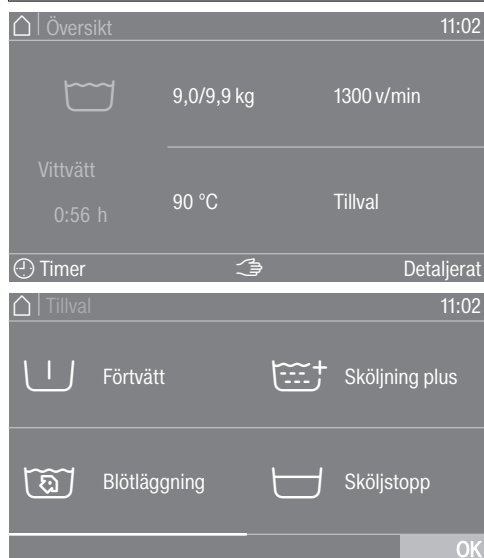 Översikt 11:02
9,0/9,9 kg 1300 v/min
Vittvätt
0:56 h
90 °C Tillval
Timer Detaljerat
Tillval 11:02
Förtvätt Sköljning plus
Blötläggning Sköljstopp
OK